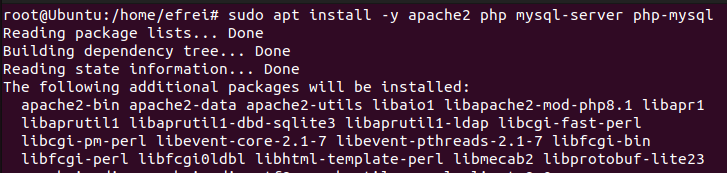 root@Ubuntu:/home/efrei# sudo apt install -y apache2 php mysql-server php-mysql
Reading package lists... Done
Building dependency tree... Done
Reading state information... Done
The following additional packages will be installed:
apache2-bin apache2-data apache2-utils libaio1 libapache2-mod-php8.1 libapr1
libaprutil1 libaprutil1-dbd-sqlite3 libaprutil1-ldap libcgi-fast-perl
libcgi-pm-perl libevent-core-2.1-7 libevent-pthreads-2.1-7 libfcgi-bin
libfcgi-perl libfcgi0ldbl libhtml-template-perl libmecab2 libprotobuf-lite23